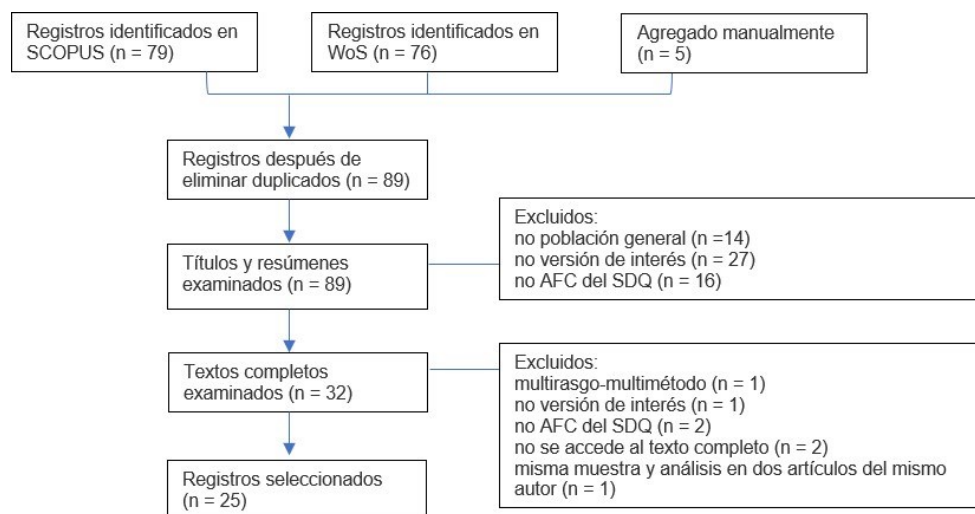 Registros identificados en
SCOPUS (n = 79)
Registros identificados en
WoS (n = 76)
Agregado manualmente
(n = 5)
Registros después de
eliminar duplicados (n = 89)
Excluidos:
no población general (n =14)
no versión de interés (n = 27)
no AFC del SDQ (n = 16)
Títulos y resúmenes
examinados (n = 89)
Textos completos
examinados (n = 32)
Excluidos:
multirasgo-multimétodo (n = 1)
no versión de interés (n = 1)
no AFC del SDQ (n = 2)
no se accede al texto completo (n = 2)
misma muestra y análisis en dos artículos del mismo
autor (n = 1)
Registros seleccionados
(n = 25)